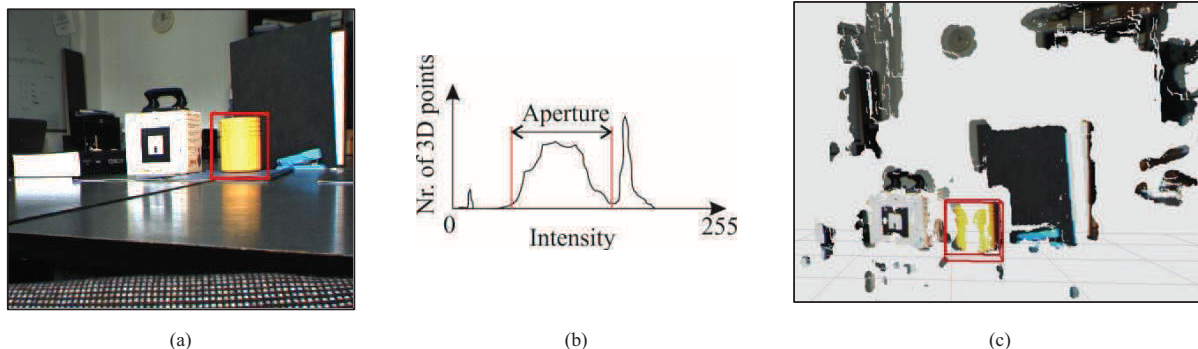 Aperture
Nr. of 3D points
0
Intensity
255
(a)
(b)
(c)